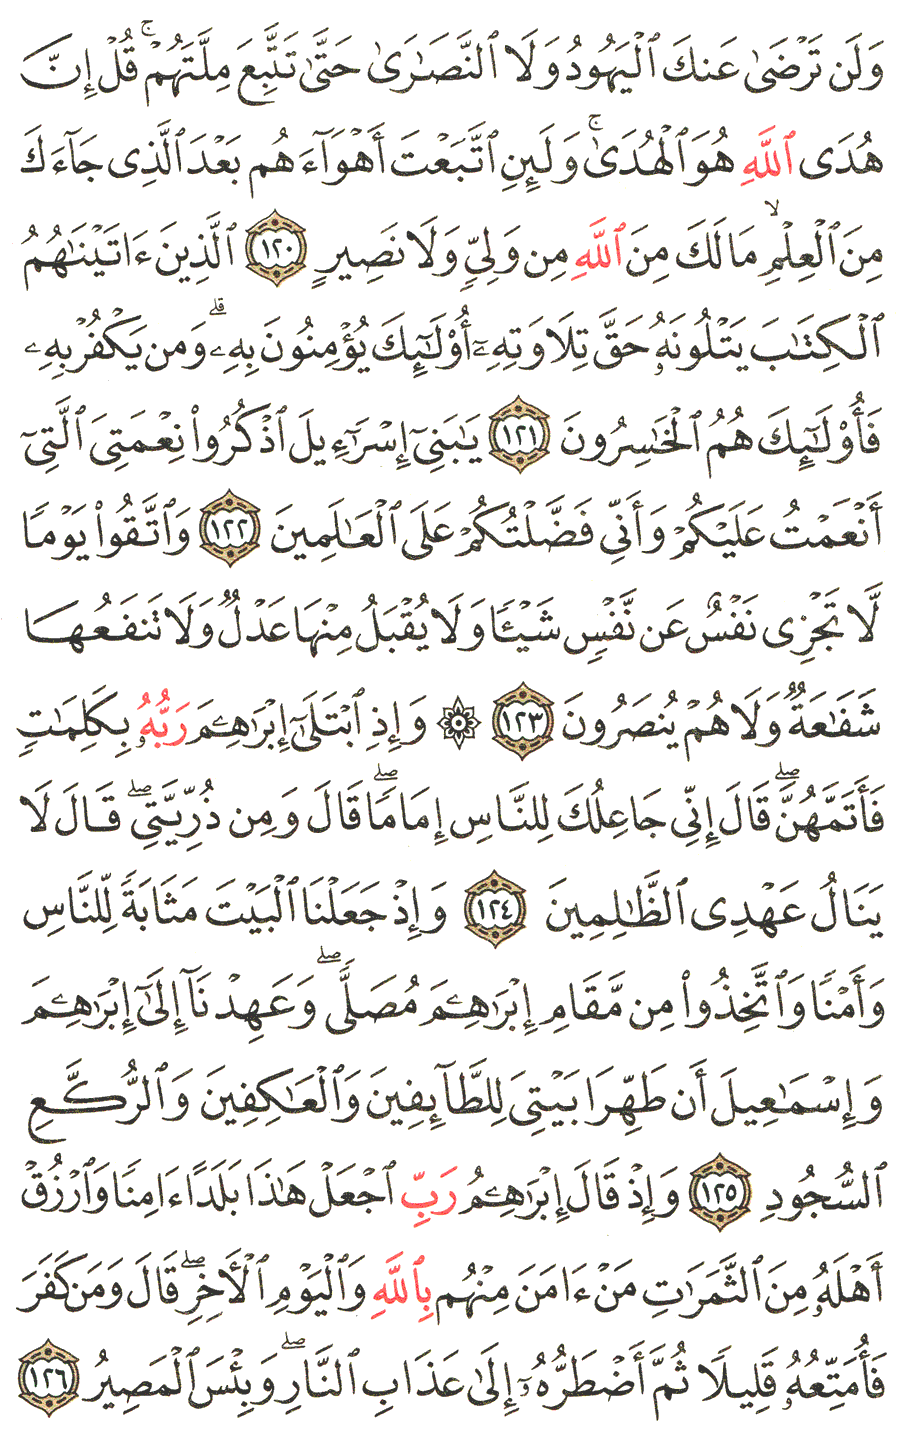 وَلَن تَرۡضَىٰ عَنكَ ٱلۡيَهُودُ وَلَا ٱلنَّصَٰرَىٰ حَتَّىٰ تَتَّبِعَ مِلَّتَهُمۡۗ قُلۡ إِنَّ
هُدَى ٱللَّهِ هُوَ ٱلۡهُدَىٰۗ وَلَئِنِ ٱتَّبَعۡتَ أَهۡوَآءَهُم بَعۡدَ ٱلَّذِي جَآءَكَ
مِنَ ٱلۡعِلۡمِ مَا لَكَ مِنَ ٱللَّهِ مِن وَلِيّٖ وَلَا نَصِيرٍ ١٢٠ ٱلَّذِينَ ءَاتَيۡنَٰهُمُ
ٱلۡكِتَٰبَ يَتۡلُونَهُۥ حَقَّ تِلَاوَتِهِۦٓ أُوْلَٰٓئِكَ يُؤۡمِنُونَ بِهِۦۗ وَمَن يَكۡفُرۡ بِهِۦ
فَأُوْلَٰٓئِكَ هُمُ ٱلۡخَٰسِرُونَ ١٢١ يَٰبَنِيٓ إِسۡرَٰٓءِيلَ ٱذۡكُرُواْ نِعۡمَتِيَ ٱلَّتِيٓ
أَنۡعَمۡتُ عَلَيۡكُمۡ وَأَنِّي فَضَّلۡتُكُمۡ عَلَى ٱلۡعَٰلَمِينَ ١٢٢ وَٱتَّقُواْ يَوۡمٗا
لَّا تَجۡزِي نَفۡسٌ عَن نَّفۡسٖ شَيۡـٔٗا وَلَا يُقۡبَلُ مِنۡهَا عَدۡلٞ وَلَا تَنفَعُهَا
شَفَٰعَةٞ وَلَا هُمۡ يُنصَرُونَ ١٢٣ ۞ وَإِذِ ٱبۡتَلَىٰٓ إِبۡرَٰهِـۧمَ رَبُّهُۥ بِكَلِمَٰتٖ
فَأَتَمَّهُنَّۖ قَالَ إِنِّي جَاعِلُكَ لِلنَّاسِ إِمَامٗاۖ قَالَ وَمِن ذُرِّيَّتِيۖ قَالَ لَا
يَنَالُ عَهۡدِي ٱلظَّٰلِمِينَ ١٢٤ وَإِذۡ جَعَلۡنَا ٱلۡبَيۡتَ مَثَابَةٗ لِّلنَّاسِ
وَأَمۡنٗا وَٱتَّخِذُواْ مِن مَّقَامِ إِبۡرَٰهِـۧمَ مُصَلّٗىۖ وَعَهِدۡنَآ إِلَىٰٓ إِبۡرَٰهِـۧمَ
وَإِسۡمَٰعِيلَ أَن طَهِّرَا بَيۡتِيَ لِلطَّآئِفِينَ وَٱلۡعَٰكِفِينَ وَٱلرُّكَّعِ
ٱلسُّجُودِ ١٢٥ وَإِذۡ قَالَ إِبۡرَٰهِـۧمُ رَبِّ ٱجۡعَلۡ هَٰذَا بَلَدًا ءَامِنٗا وَٱرۡزُقۡ
أَهۡلَهُۥ مِنَ ٱلثَّمَرَٰتِ مَنۡ ءَامَنَ مِنۡهُم بِٱللَّهِ وَٱلۡيَوۡمِ ٱلۡأٓخِرِۖ قَالَ وَمَن كَفَرَ
فَأُمَتِّعُهُۥ قَلِيلٗا ثُمَّ أَضۡطَرُّهُۥٓ إِلَىٰ عَذَابِ ٱلنَّارِۖ وَبِئۡسَ ٱلۡمَصِيرُ ١٢٦